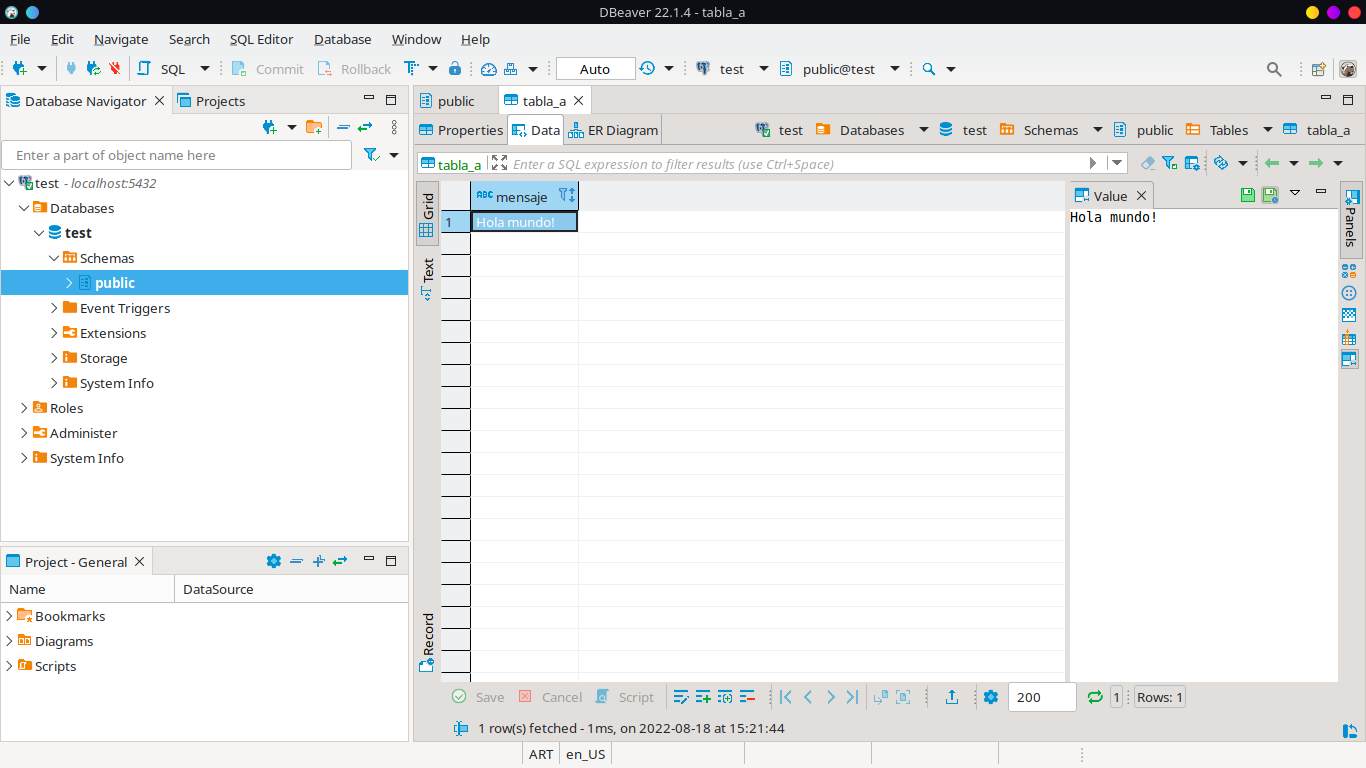 DBeaver 22.1.4 - tabla_a
File Edit Navigate Search SQL Editor Database Window Help
SQL Commit Rollback Auto test public@test
Database Navigator Projects
Enter a part of object name here
test - localhost:5432
Databases
test
Schemas
public
Event Triggers
Extensions
Storage
System Info
Roles
Administer
System Info
Project - General
Name DataSource
Bookmarks
Diagrams
Scripts
public tabla_a
Properties Data ER Diagram test Databases test Schemas public Tables tabla_a
tabla_a Enter a SQL expression to filter results (use Ctrl+Space)
Grid
Text
Record
ABC mensaje
1 Hola mundo!
Value
Hola mundo!
Panels
Save Cancel Script 200 1 Rows: 1
1 row(s) fetched - 1ms, on 2022-08-18 at 15:21:44
ART en_US